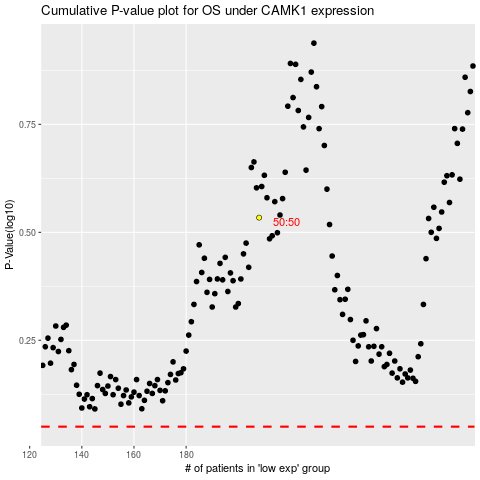 Cumulative P-value plot for OS under CAMK1 expression
P-Value(log10)
0.75
0.50
0.25
50:50
120 140 160 180
# of patients in 'low exp' group